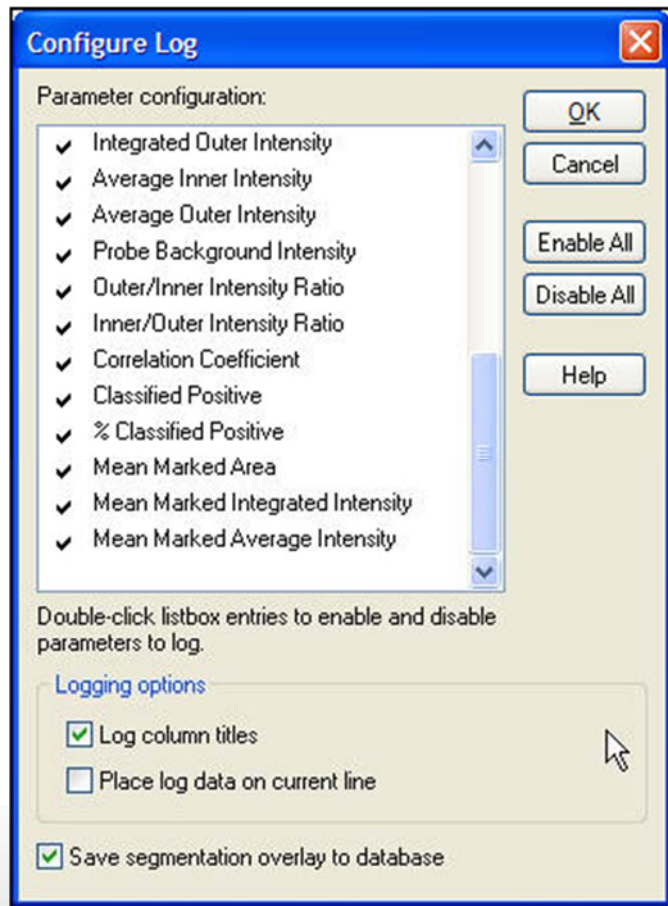 Configure Log
Parameter configuration:
Integrated Outer Intensity
Average Inner Intensity
Average Outer Intensity
Probe Background Intensity
Outer/Inner Intensity Ratio
Inner/Outer Intensity Ratio
Correlation Coefficient
Classified Positive
% Classified Positive
Mean Marked Area
Mean Marked Integrated Intensity
Mean Marked Average Intensity
OK
Cancel
Enable All
Disable All
Help
Double-click listbox entries to enable and disable
parameters to log.
Logging options
Log column titles
Place log data on current line
Save segmentation overlay to database